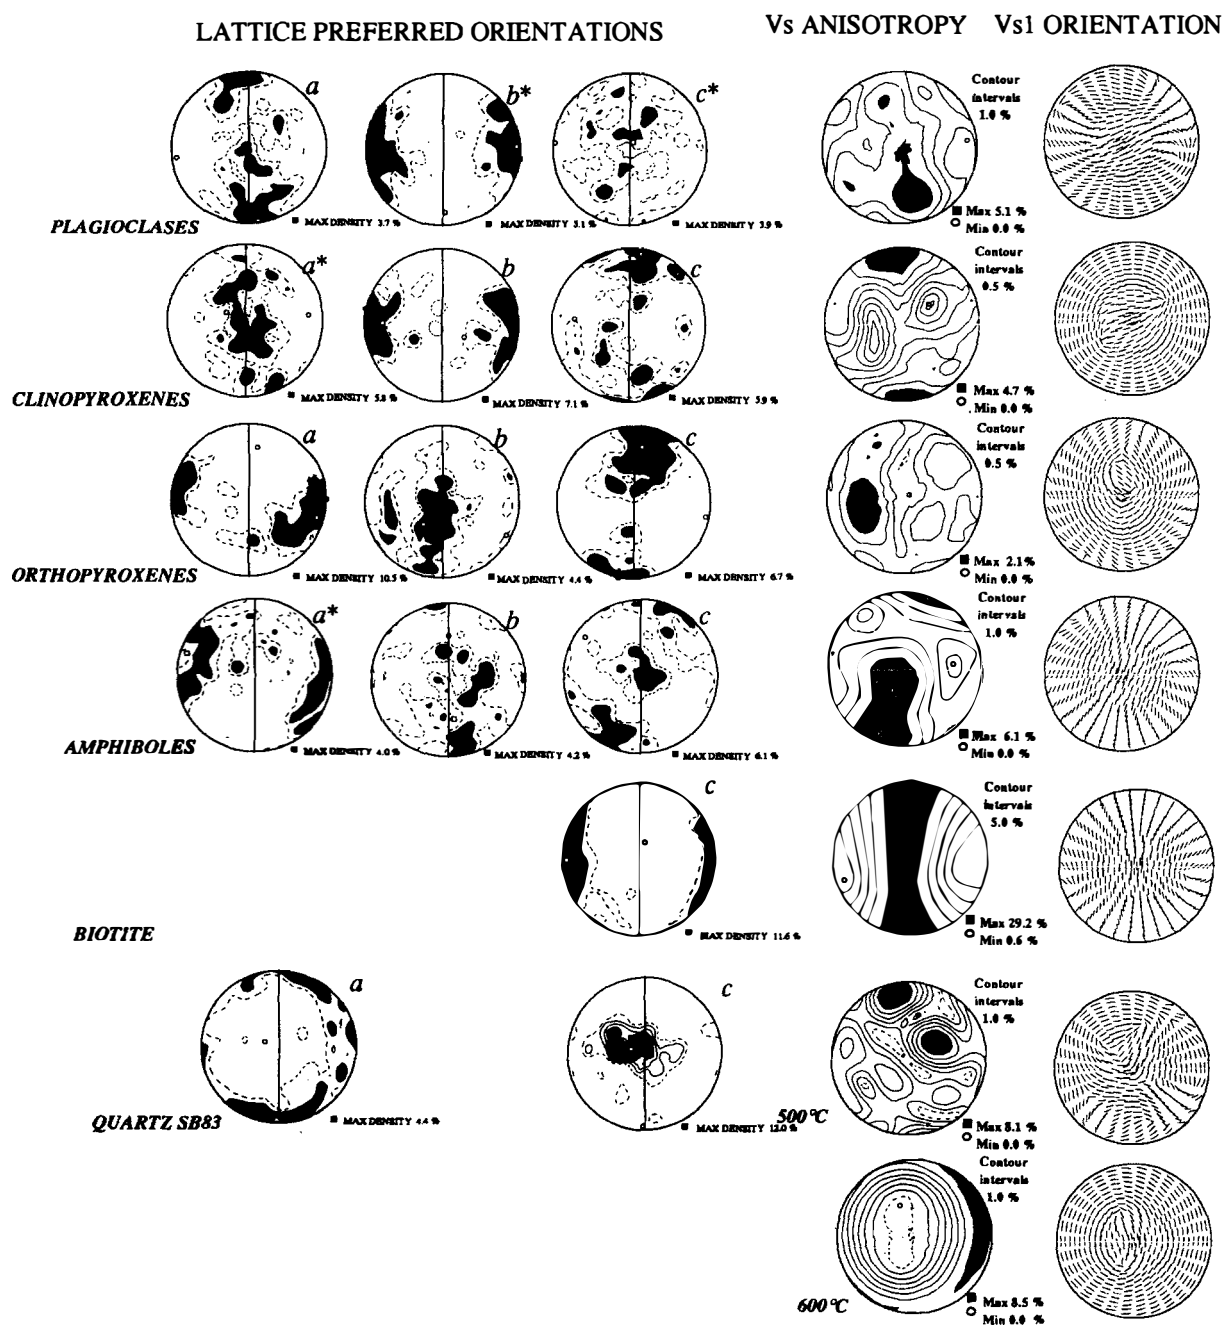 LATTICE PREFERRED ORIENTATIONS
Vs ANISOTROPY
Vs1 ORIENTATION
a
b*
c*
Contour
intervals
1.0 %
PLAGIOCLASES
MAX DENSITY 3.7 %
MAX DENSITY 5.1 %
MAX DENSITY 3.9 %
Max 5.1 %
Min 0.0 %
a*
b
c
Contour
intervals
0.5 %
CLINOPYROXENES
MAX DENSITY 5.8 %
MAX DENSITY 7.1 %
MAX DENSITY 5.9 %
Max 4.7 %
Min 0.0 %
a
b
c
Contour
intervals
0.5 %
ORTHOPYROXENES
MAX DENSITY 10.5 %
MAX DENSITY 4.4 %
MAX DENSITY 6.7 %
Max 2.1%
Min 0.0 %
a*
b
c
Contour
intervals
1.0 %
AMPHIBOLES
MAX DENSITY 4.0 %
MAX DENSITY 4.2 %
MAX DENSITY 6.1 %
Max 6.1 %
Min 0.0 %
c
Contour
intervals
5.0 %
BIOTITE
MAX DENSITY 11.6 %
Max 29.2 %
Min 0.6 %
a
c
Contour
intervals
1.0 %
QUARTZ SB83
MAX DENSITY 4.4 %
MAX DENSITY 12.0 %
500°C
Max 8.1 %
Min 0.0 %
Contour
intervals
1.0 %
600°C
Max 8.5 %
Min 0.0 %